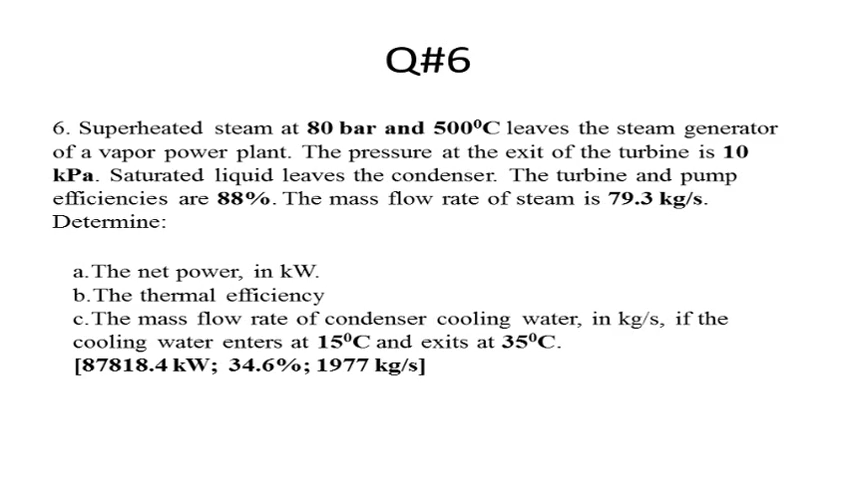 Q#6
6. Superheated steam at 80 bar and 500⁰C leaves the steam generator
of a vapor power plant. The pressure at the exit of the turbine is 10
kPa. Saturated liquid leaves the condenser. The turbine and pump
efficiencies are 88%. The mass flow rate of steam is 79.3 kg/s.
Determine:
a.The net power, in kW.
b.The thermal efficiency
c.The mass flow rate of condenser cooling water, in kg/s, if the
cooling water enters at 15⁰C and exits at 35⁰C.
[87818.4 kW; 34.6%; 1977 kg/s]